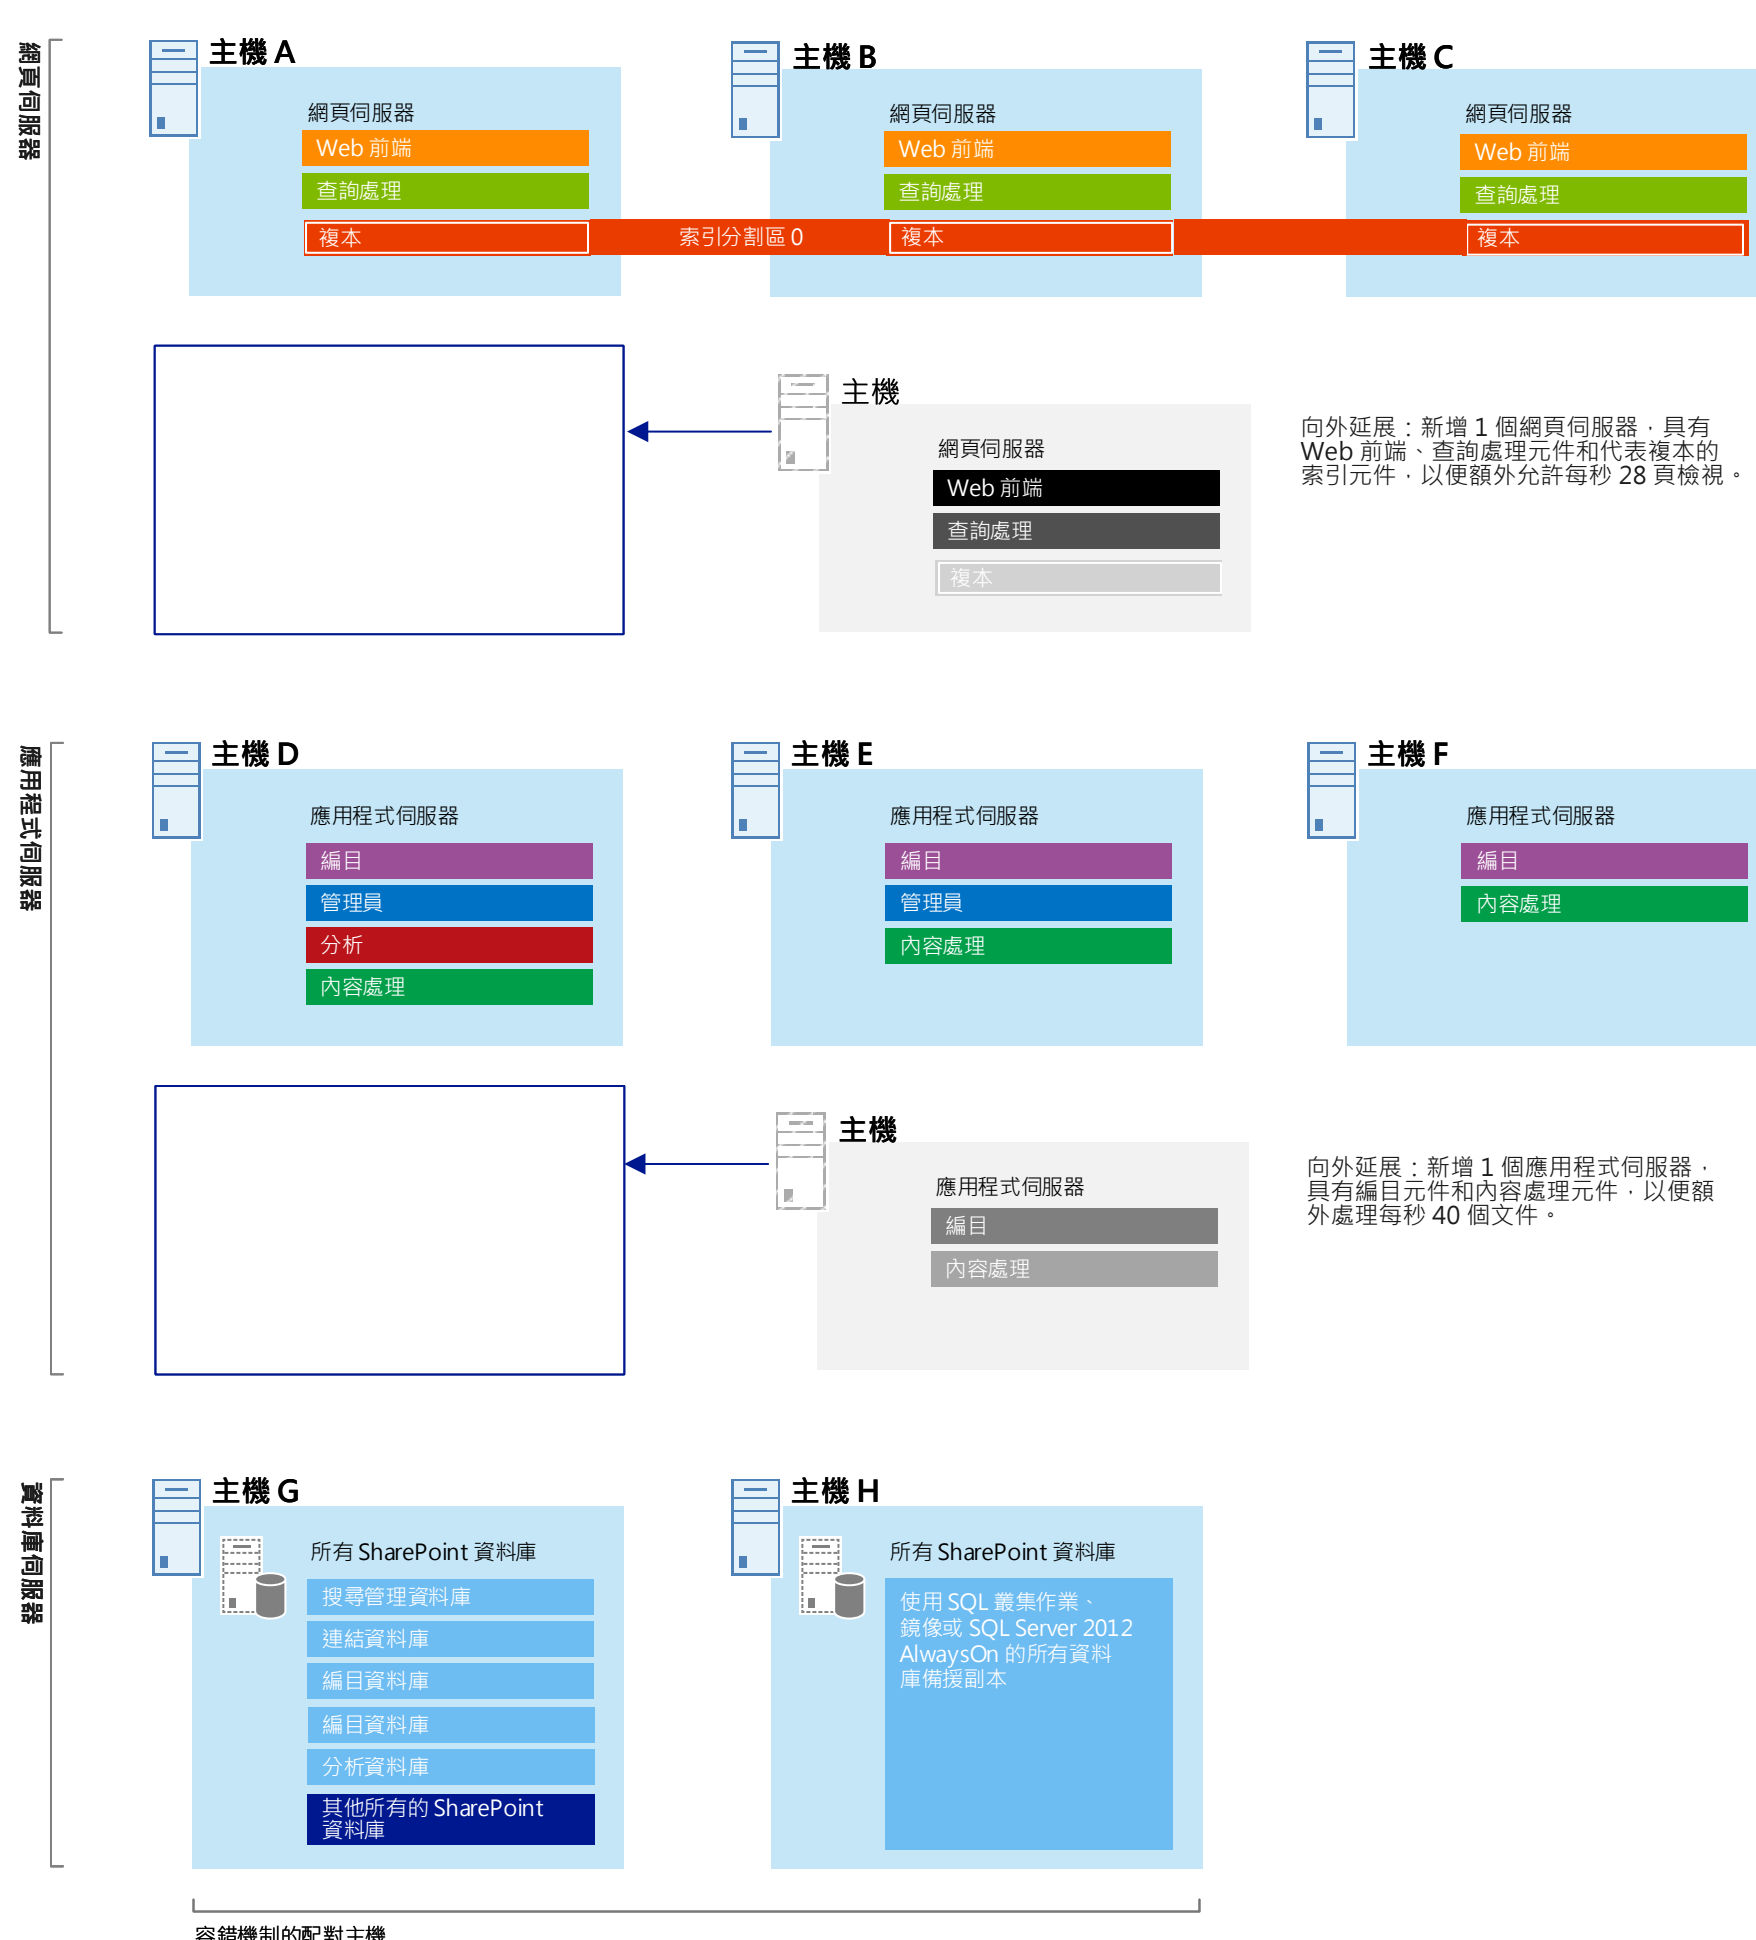 網頁伺服器
主機 A
網頁伺服器
Web 前端
查詢處理
複本
索引分割區 0
主機 B
網頁伺服器
Web 前端
查詢處理
複本
主機 C
網頁伺服器
Web 前端
查詢處理
複本
主機
網頁伺服器
Web 前端
查詢處理
複本
向外延展：新增 1 個網頁伺服器，具有
Web 前端、查詢處理元件和代表複本的
索引元件，以便額外允許每秒 28 頁檢視。
應用程式伺服器
主機 D
應用程式伺服器
編目
管理員
分析
內容處理
主機 E
應用程式伺服器
編目
管理員
內容處理
主機 F
應用程式伺服器
編目
內容處理
主機
應用程式伺服器
編目
內容處理
向外延展：新增 1 個應用程式伺服器，
具有編目元件和內容處理元件，以便額
外處理每秒 40 個文件。
資料庫伺服器
主機 G
所有 SharePoint 資料庫
搜尋管理資料庫
連結資料庫
編目資料庫
編目資料庫
分析資料庫
其他所有的 SharePoint
資料庫
主機 H
所有 SharePoint 資料庫
使用 SQL 叢集作業、
鏡像或 SQL Server 2012
AlwaysOn 的所有資料
庫備援副本
容錯機制的配對主機